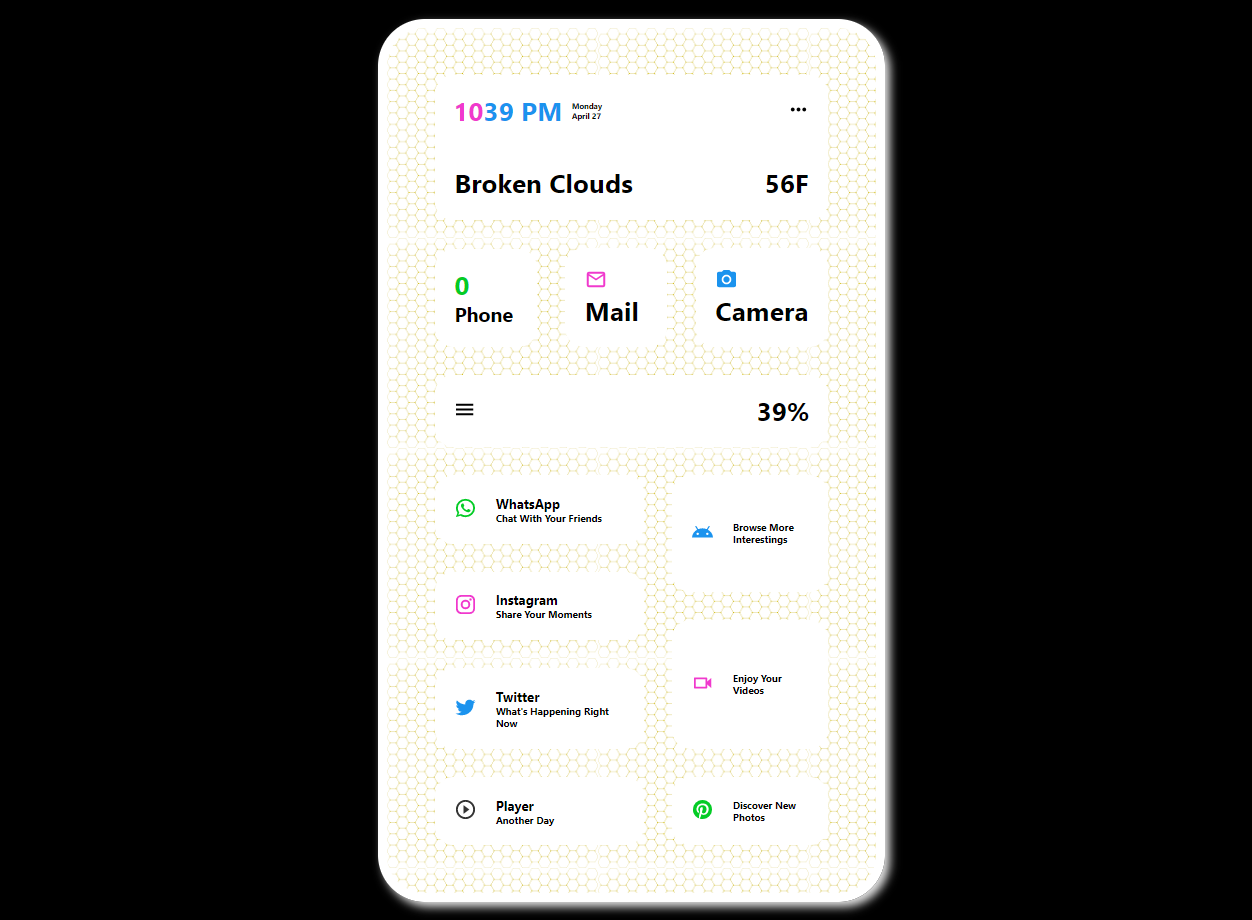 1039 PM
Monday
April 27
Broken Clouds
56F
0
Phone
Mail
Camera
39%
WhatsApp
Chat With Your Friends
Browse More
Interestings
Instagram
Share Your Moments
Enjoy Your
Videos
Twitter
What's Happening Right
Now
Player
Another Day
Discover New
Photos